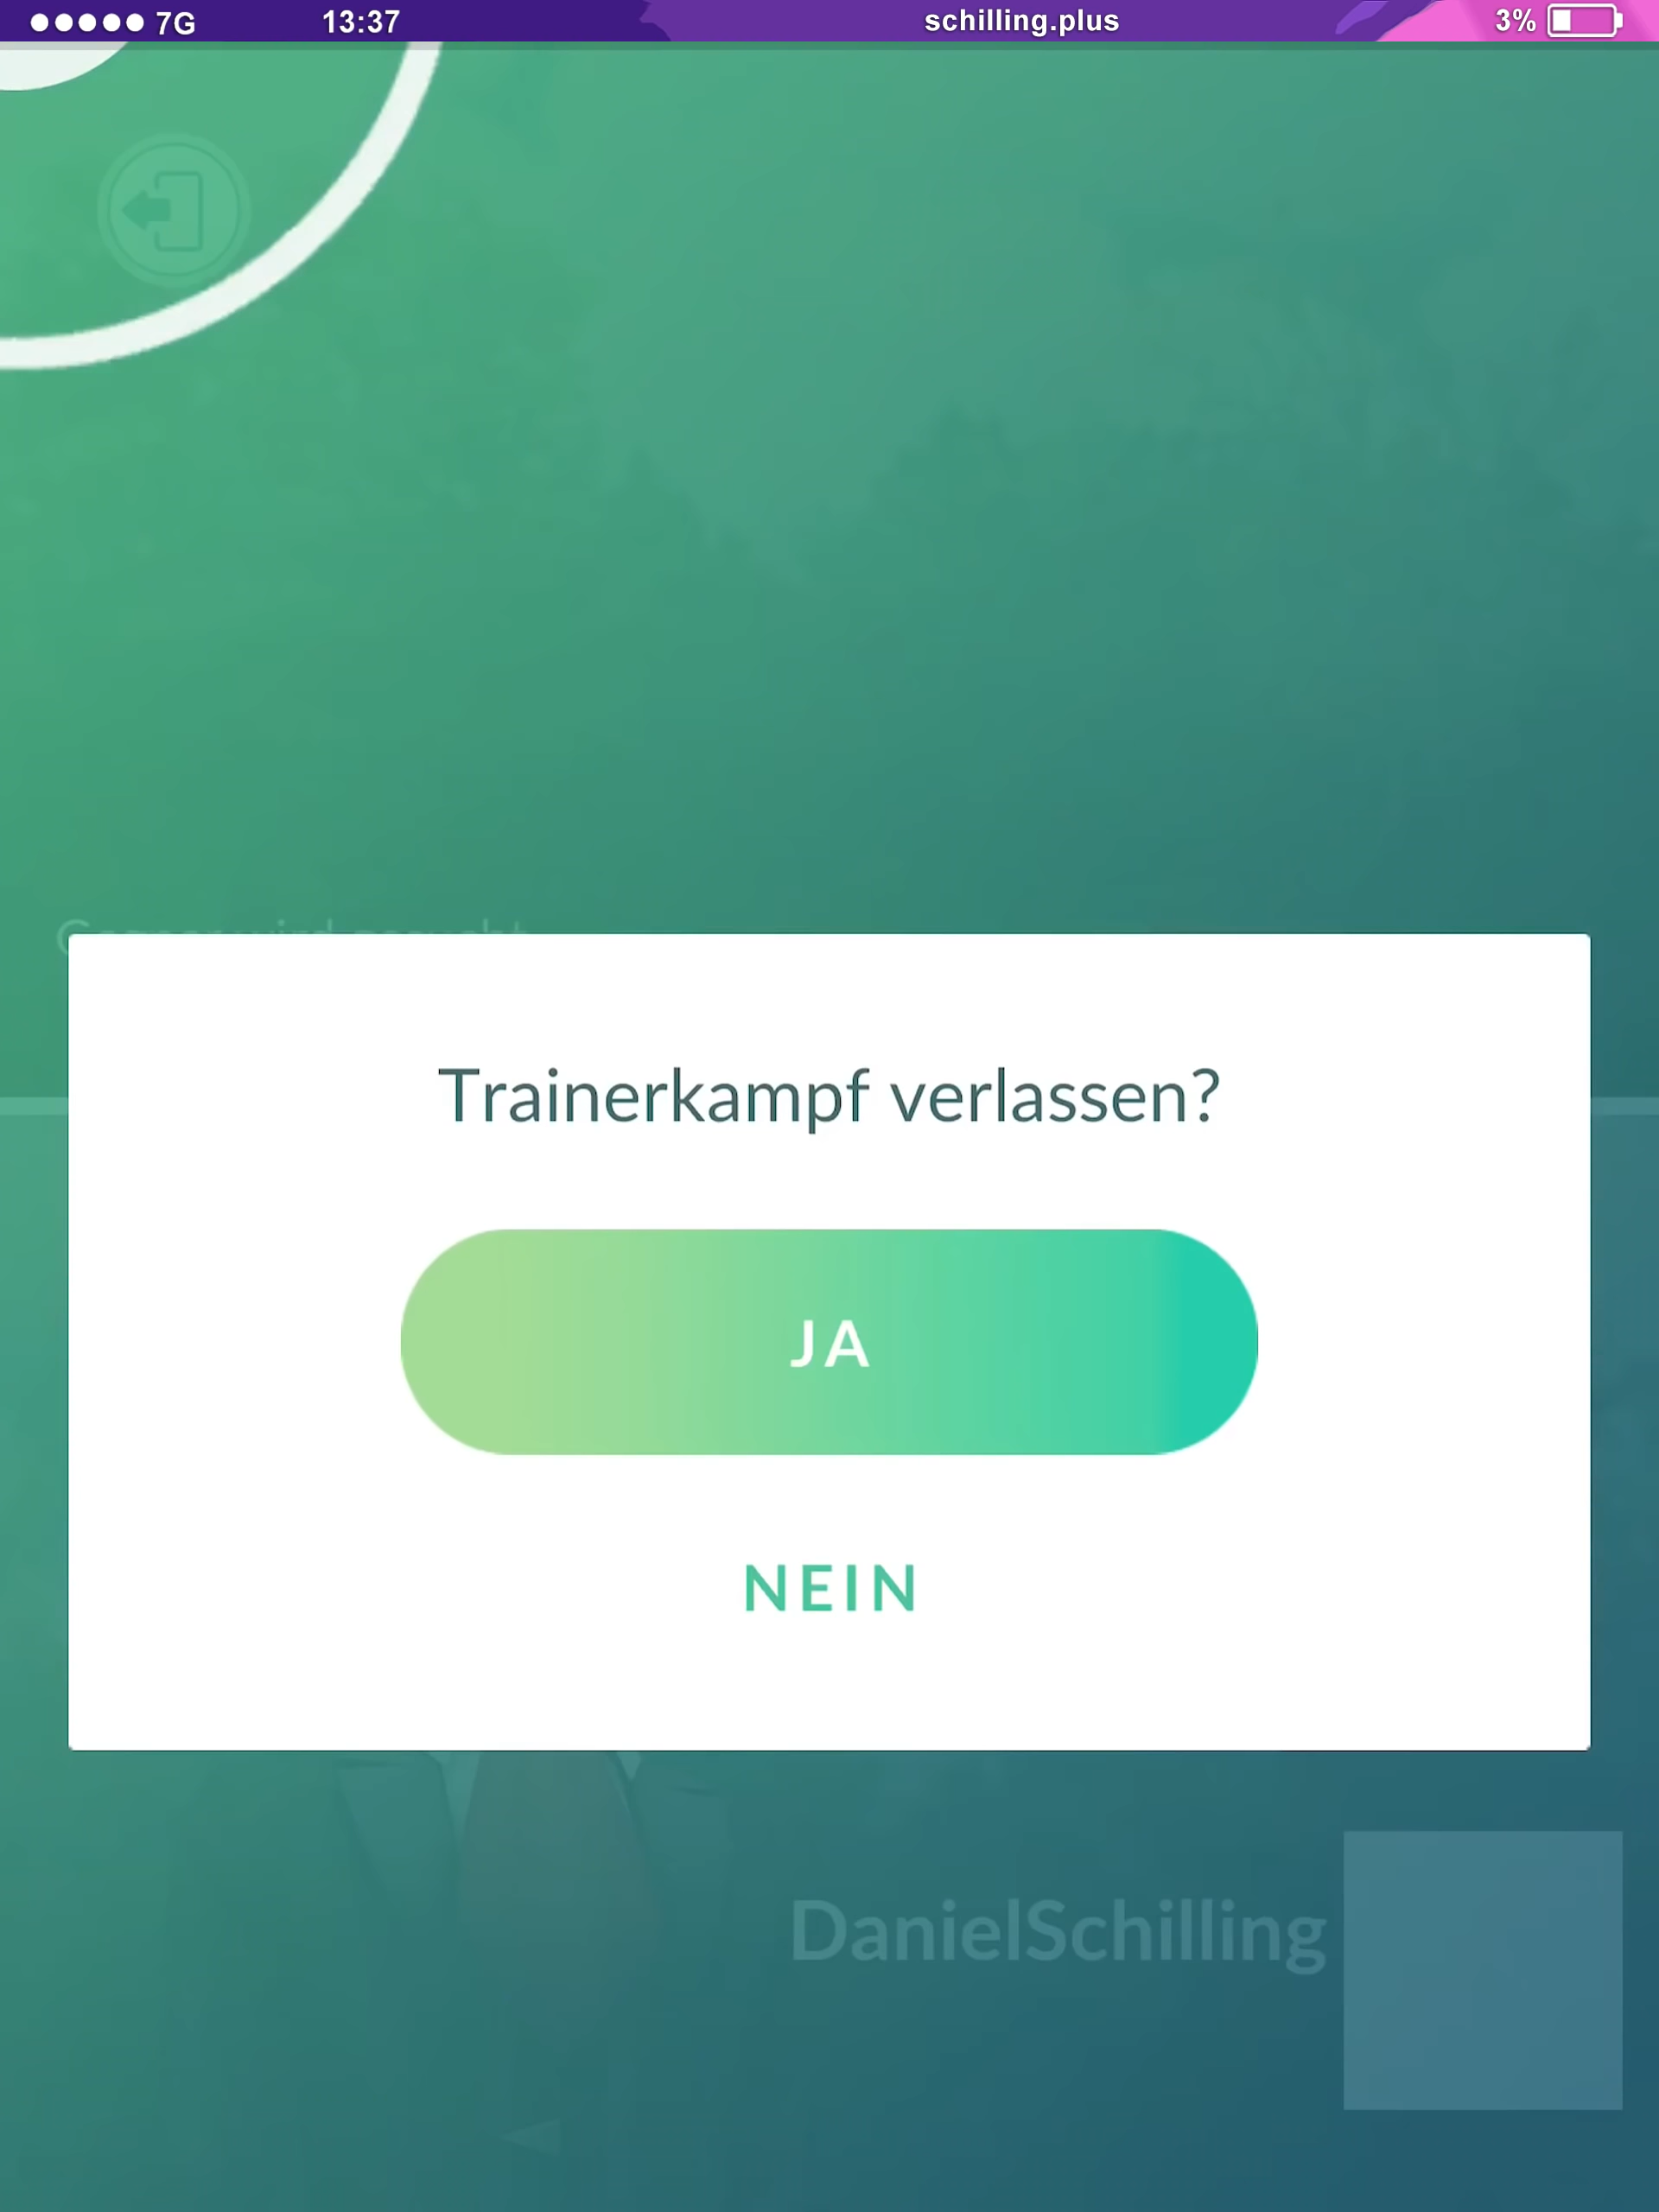 7G 13:37 schilling.plus 3%
Trainerkampf verlassen?
JA
NEIN
DanielSchilling